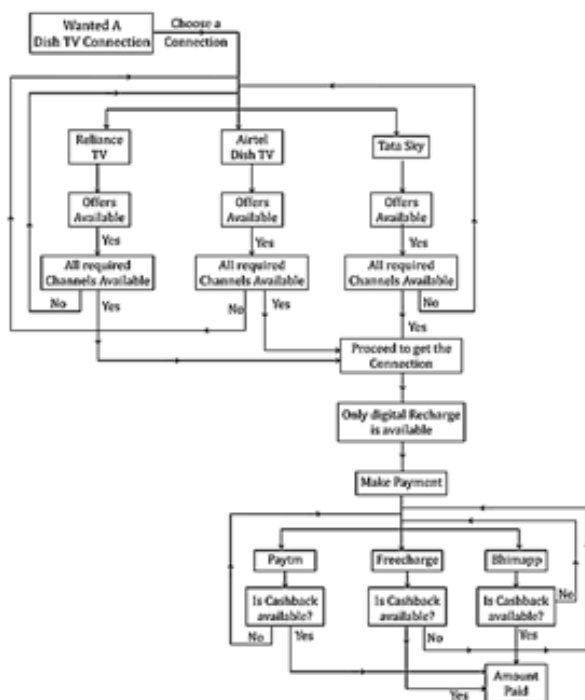 Wanted A
Dish TV Connection
Choose a
Connection
Reliance
TV
Airtel
Dish TV
Tata Sky
Offers
Available
Offers
Available
Offers
Available
Yes
Yes
Yes
All required
Channels Available
All required
Channels Available
All required
Channels Available
No
Yes
No
Yes
No
Yes
Proceed to get the
Connection
Only digital Recharge
is available
Make Payment
Paytm
Freecharge
Bhimapp
Is Cashback
available?
Is Cashback
available?
Is Cashback
available?
No
No
Yes
No
Yes
Yes
Amount
Paid